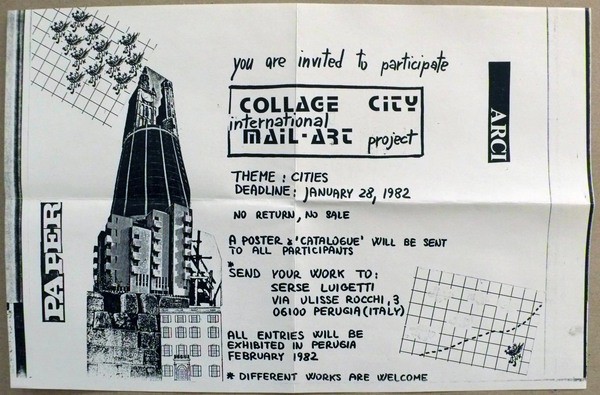 you are invited to participate
COLLAGE CITY
international
MAIL-ART project
ARCI
THEME : CITIES
DEADLINE: JANUARY 28, 1982
NO RETURN, NO SALE
A POSTER & 'CATALOGUE' WILL BE SENT
TO ALL PARTICIPANTS
*
SEND YOUR WORK TO:
SERSE LUIGETTI
VIA ULISSE ROCCHI, 3
06100 PERUGIA (ITALY)
ALL ENTRIES WILL BE
EXHIBITED IN PERUGIA
FEBRUARY 1982
* DIFFERENT WORKS ARE WELCOME
PAPER